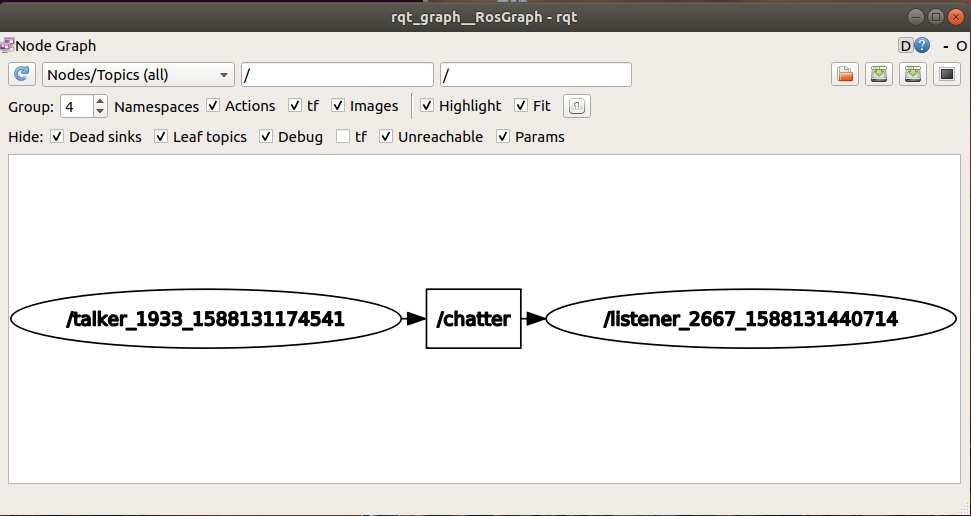 rqt_graph__RosGraph - rqt
Node Graph D ? - O
Nodes/Topics (all) / /
Group: 4 Namespaces Actions tf Images Highlight Fit
Hide: Dead sinks Leaf topics Debug tf Unreachable Params
/talker_1933_1588131174541 /chatter /listener_2667_1588131440714